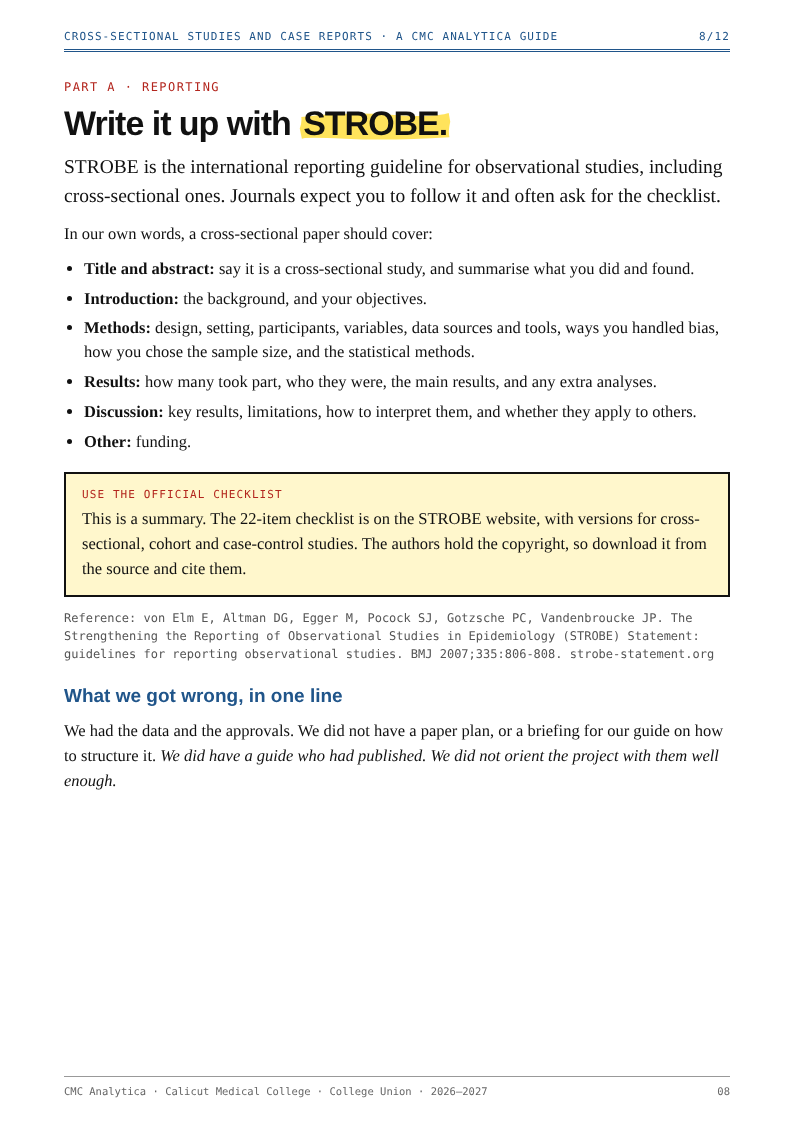 CROSS-SECTIONAL STUDIES AND CASE REPORTS · A CMC ANALYTICA GUIDE 8/12
PART A · REPORTING
Write it up with STROBE.
STROBE is the international reporting guideline for observational studies, including
cross-sectional ones. Journals expect you to follow it and often ask for the checklist.
In our own words, a cross-sectional paper should cover:
• Title and abstract: say it is a cross-sectional study, and summarise what you did and found.
• Introduction: the background, and your objectives.
• Methods: design, setting, participants, variables, data sources and tools, ways you handled bias,
how you chose the sample size, and the statistical methods.
• Results: how many took part, who they were, the main results, and any extra analyses.
• Discussion: key results, limitations, how to interpret them, and whether they apply to others.
• Other: funding.
USE THE OFFICIAL CHECKLIST
This is a summary. The 22-item checklist is on the STROBE website, with versions for cross-
sectional, cohort and case-control studies. The authors hold the copyright, so download it from
the source and cite them.
Reference: von Elm E, Altman DG, Egger M, Pocock SJ, Gotzsche PC, Vandenbroucke JP. The
Strengthening the Reporting of Observational Studies in Epidemiology (STROBE) Statement:
guidelines for reporting observational studies. BMJ 2007;335:806-808. strobe-statement.org
What we got wrong, in one line
We had the data and the approvals. We did not have a paper plan, or a briefing for our guide on how
to structure it. We did have a guide who had published. We did not orient the project with them well
enough.
CMC Analytica · Calicut Medical College · College Union · 2026–2027 08